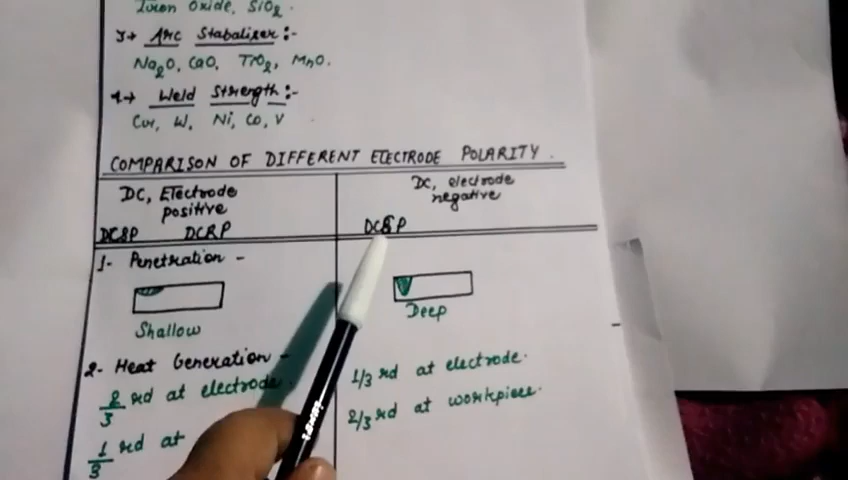 Iron Oxide, SiO2.
3→ Arc Stabaliser :-
Na2O, CaO, TiO2, MnO.
4→ Weld Strength :-
Cur, W, Ni, Co, V
COMPARISON OF DIFFERENT ELECTRODE POLARITY.
DC, Electrode positive
DCSP DCRP
DC, electrode negative
DCSP
1- Penetration -
Shallow
Deep
2- Heat Generation -
2/3 rd at electrode.
1/3 rd at electrode.
1/3 rd at
2/3 rd at workpiece.